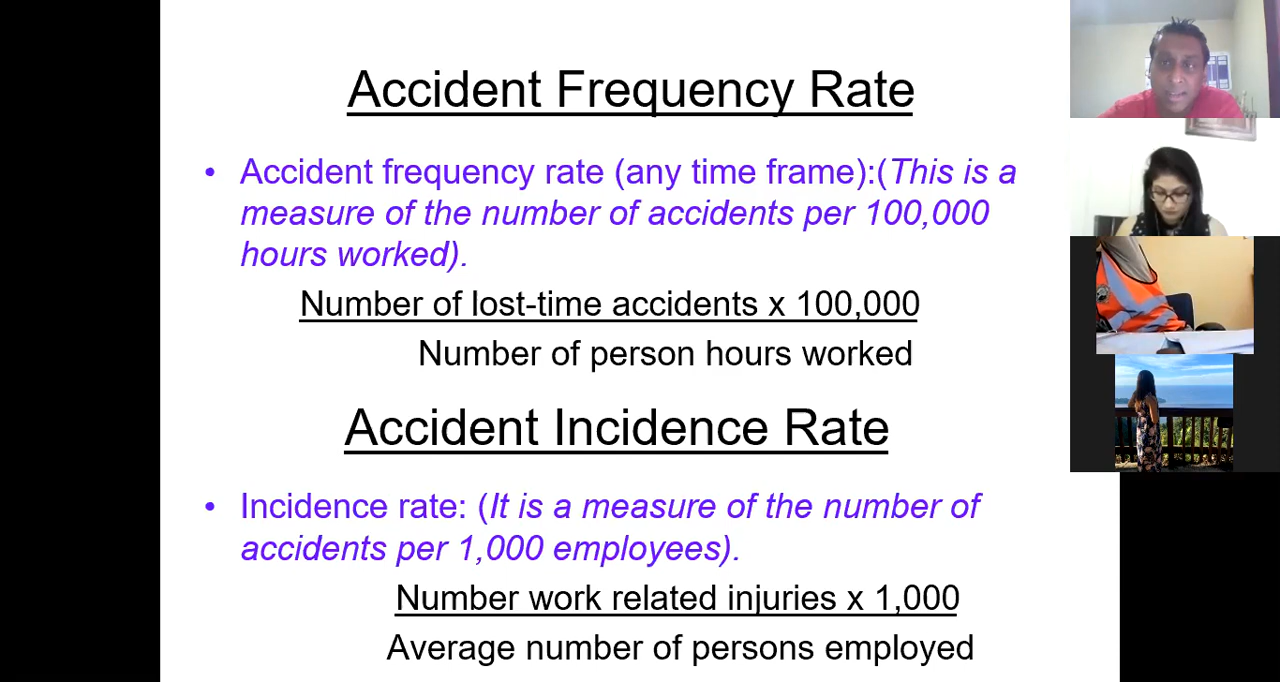 Accident Frequency Rate
• Accident frequency rate (any time frame):(This is a
measure of the number of accidents per 100,000
hours worked).
Number of lost-time accidents x 100,000
Number of person hours worked
Accident Incidence Rate
• Incidence rate: (It is a measure of the number of
accidents per 1,000 employees).
Number work related injuries x 1,000
Average number of persons employed